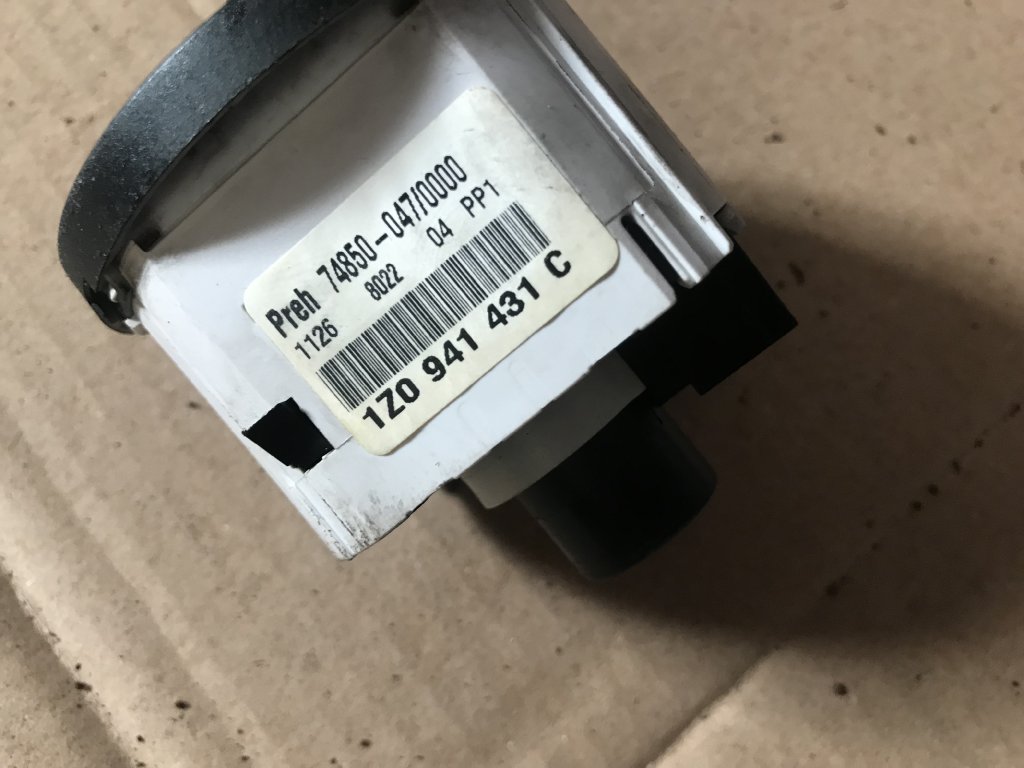 Preh 74850-047/0000
1126 8022 04 PP1
1Z0 941 431 C